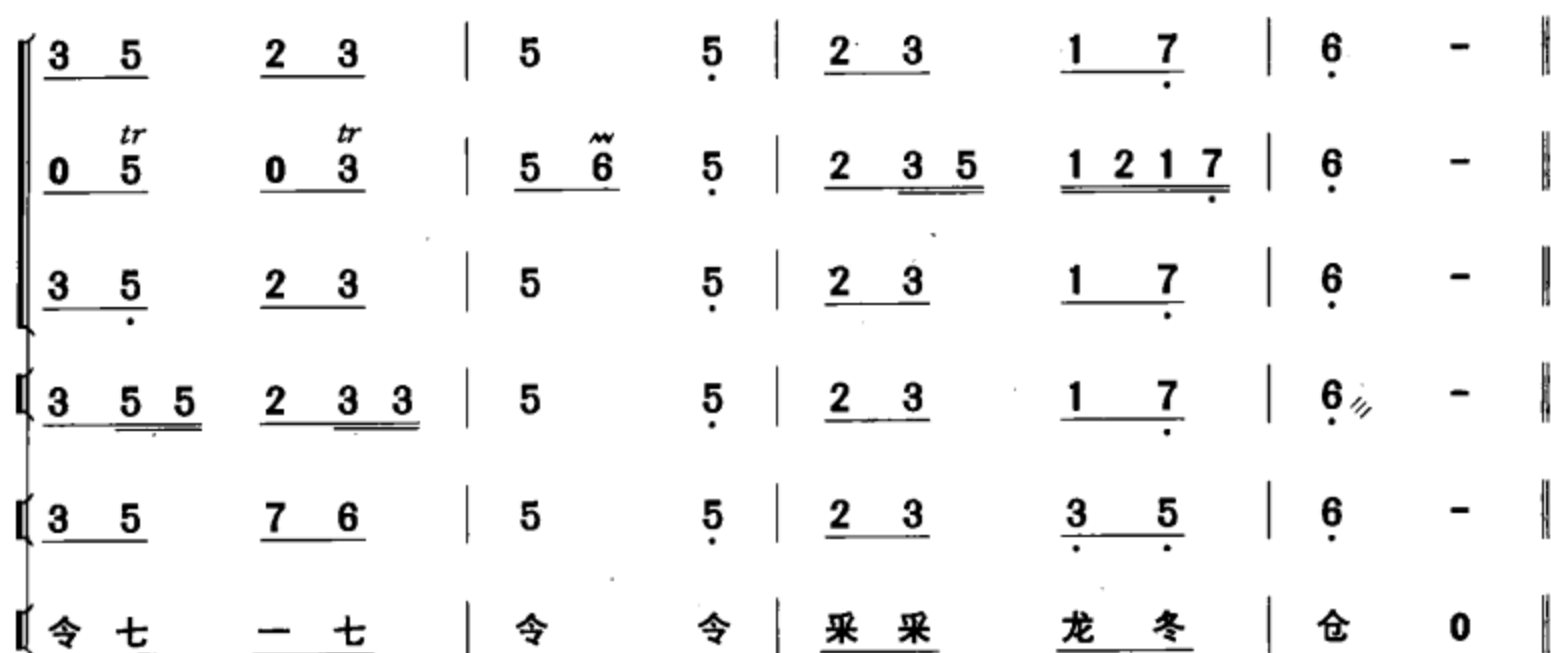 3 5 2 3 | 5 5 | 2 3 1 7 | 6 -
tr tr
0 5 0 3 | 5 6 5 | 2 3 5 1 2 1 7 | 6 -
3 5 2 3 | 5 5 | 2 3 1 7 | 6 -
3 5 5 2 3 3 | 5 5 | 2 3 1 7 | 6 -
3 5 7 6 | 5 5 | 2 3 3 5 | 6 -
令 七 一 七 | 令 令 | 采 采 龙 冬 | 仓 0